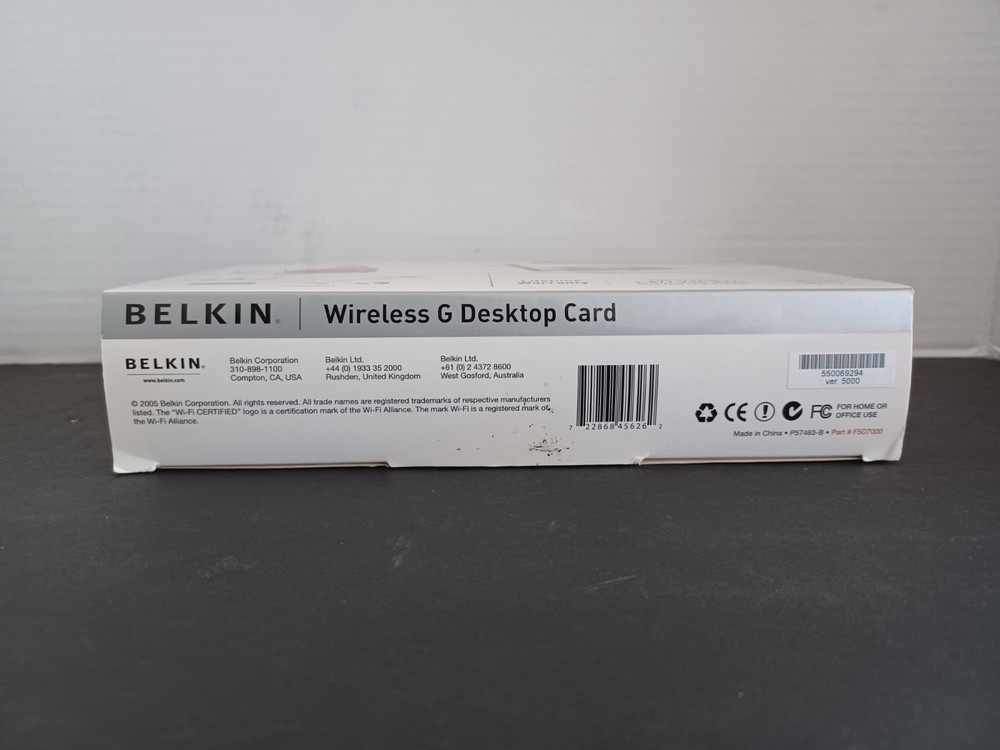 Warranty
BELKIN® Wireless G Desktop Card
BELKIN®
www.belkin.com
Belkin Corporation
310-898-1100
Compton, CA, USA
Belkin Ltd.
+44 (0) 1933 35 2000
Rushden, United Kingdom
Belkin Ltd.
+61 (0) 2 4372 8600
West Gosford, Australia
© 2005 Belkin Corporation. All rights reserved. All trade names are registered trademarks of respective manufacturers
listed. The "Wi-Fi CERTIFIED" logo is a certification mark of the Wi-Fi Alliance. The mark Wi-Fi is a registered mark of
the Wi-Fi Alliance.
7 22868 45626 2
550069294
ver. 5000
CE FC FOR HOME OR
OFFICE USE
Made in China • P57463-B • Part # F5D7000